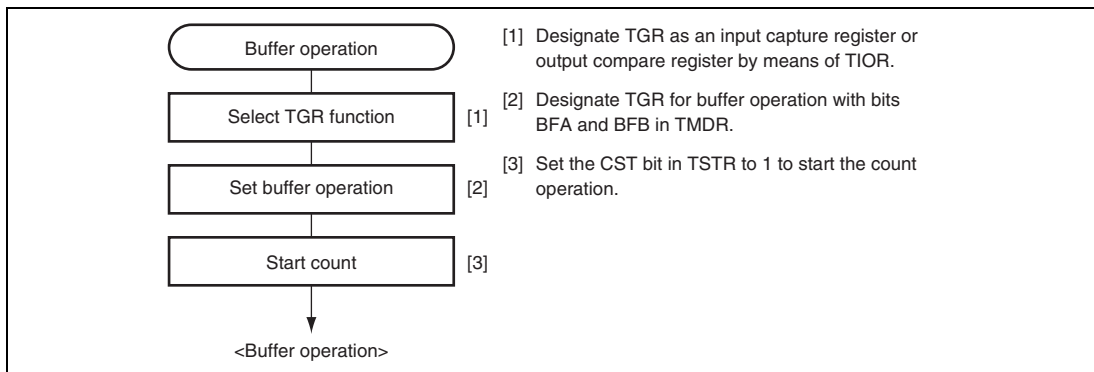 Buffer operation
Select TGR function
[1]
Set buffer operation
[2]
Start count
[3]
<Buffer operation>
[1] Designate TGR as an input capture register or
output compare register by means of TIOR.
[2] Designate TGR for buffer operation with bits
BFA and BFB in TMDR.
[3] Set the CST bit in TSTR to 1 to start the count
operation.